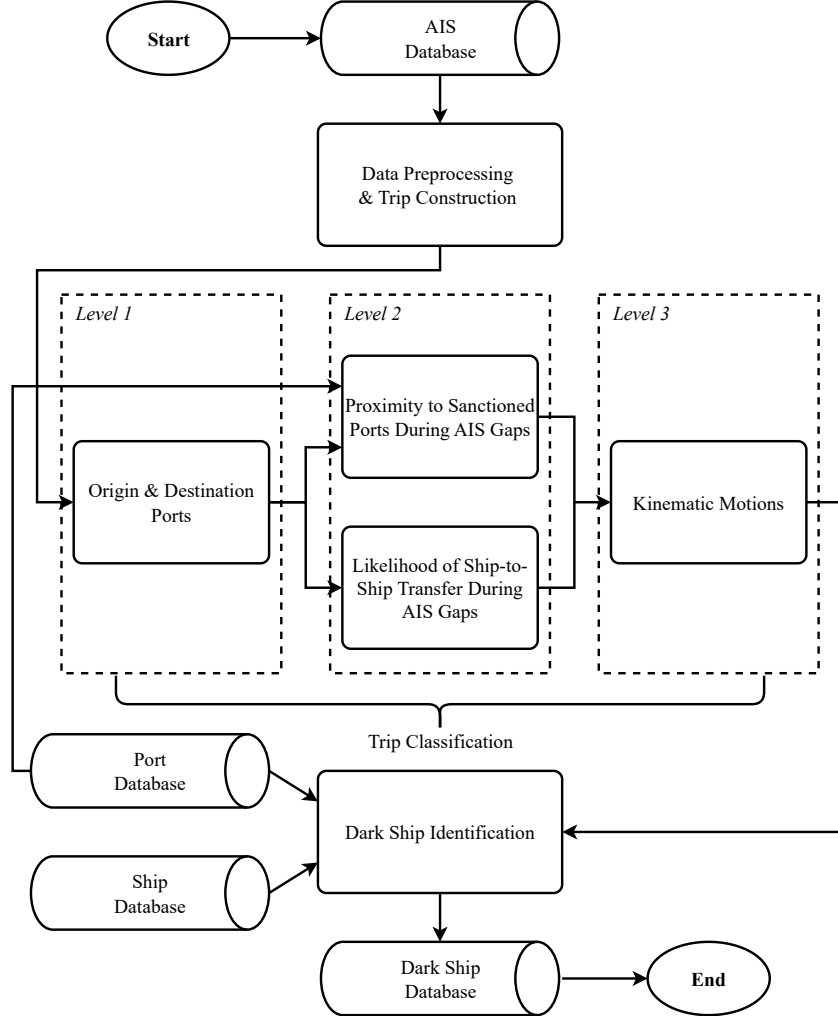 Start
AIS
Database
Data Preprocessing
& Trip Construction
Level 1
Level 2
Level 3
Origin & Destination
Ports
Proximity to Sanctioned
Ports During AIS Gaps
Likelihood of Ship-to-
Ship Transfer During
AIS Gaps
Kinematic Motions
Trip Classification
Port
Database
Ship
Database
Dark Ship Identification
Dark Ship
Database
End